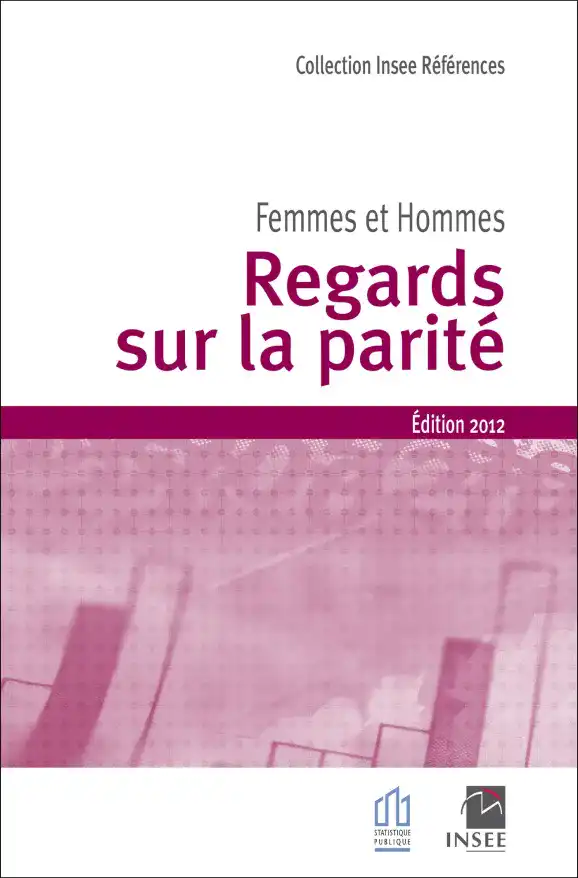 Collection Insee Références
Femmes et Hommes
Regards
sur la parité
Édition 2012
STATISTIQUE
PUBLIQUE
INSEE